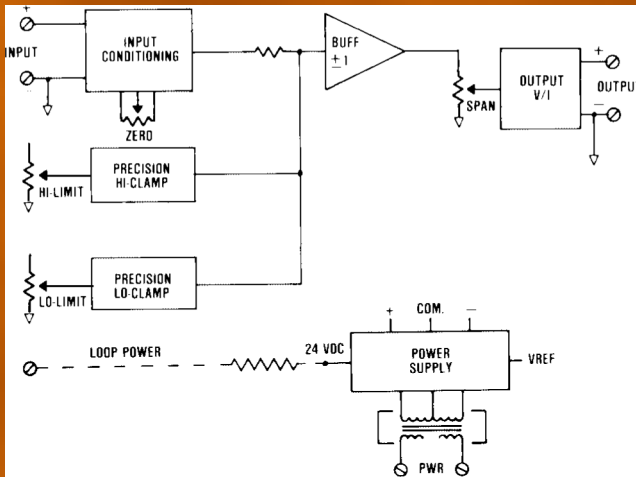 +
INPUT
−
INPUT
CONDITIONING
ZERO
BUFF
± 1
SPAN
OUTPUT
V/I
+
OUTPUT
−
HI-LIMIT
PRECISION
HI-CLAMP
LO-LIMIT
PRECISION
LO-CLAMP
LOOP POWER
24 VDC
+ COM. −
POWER
SUPPLY
VREF
PWR